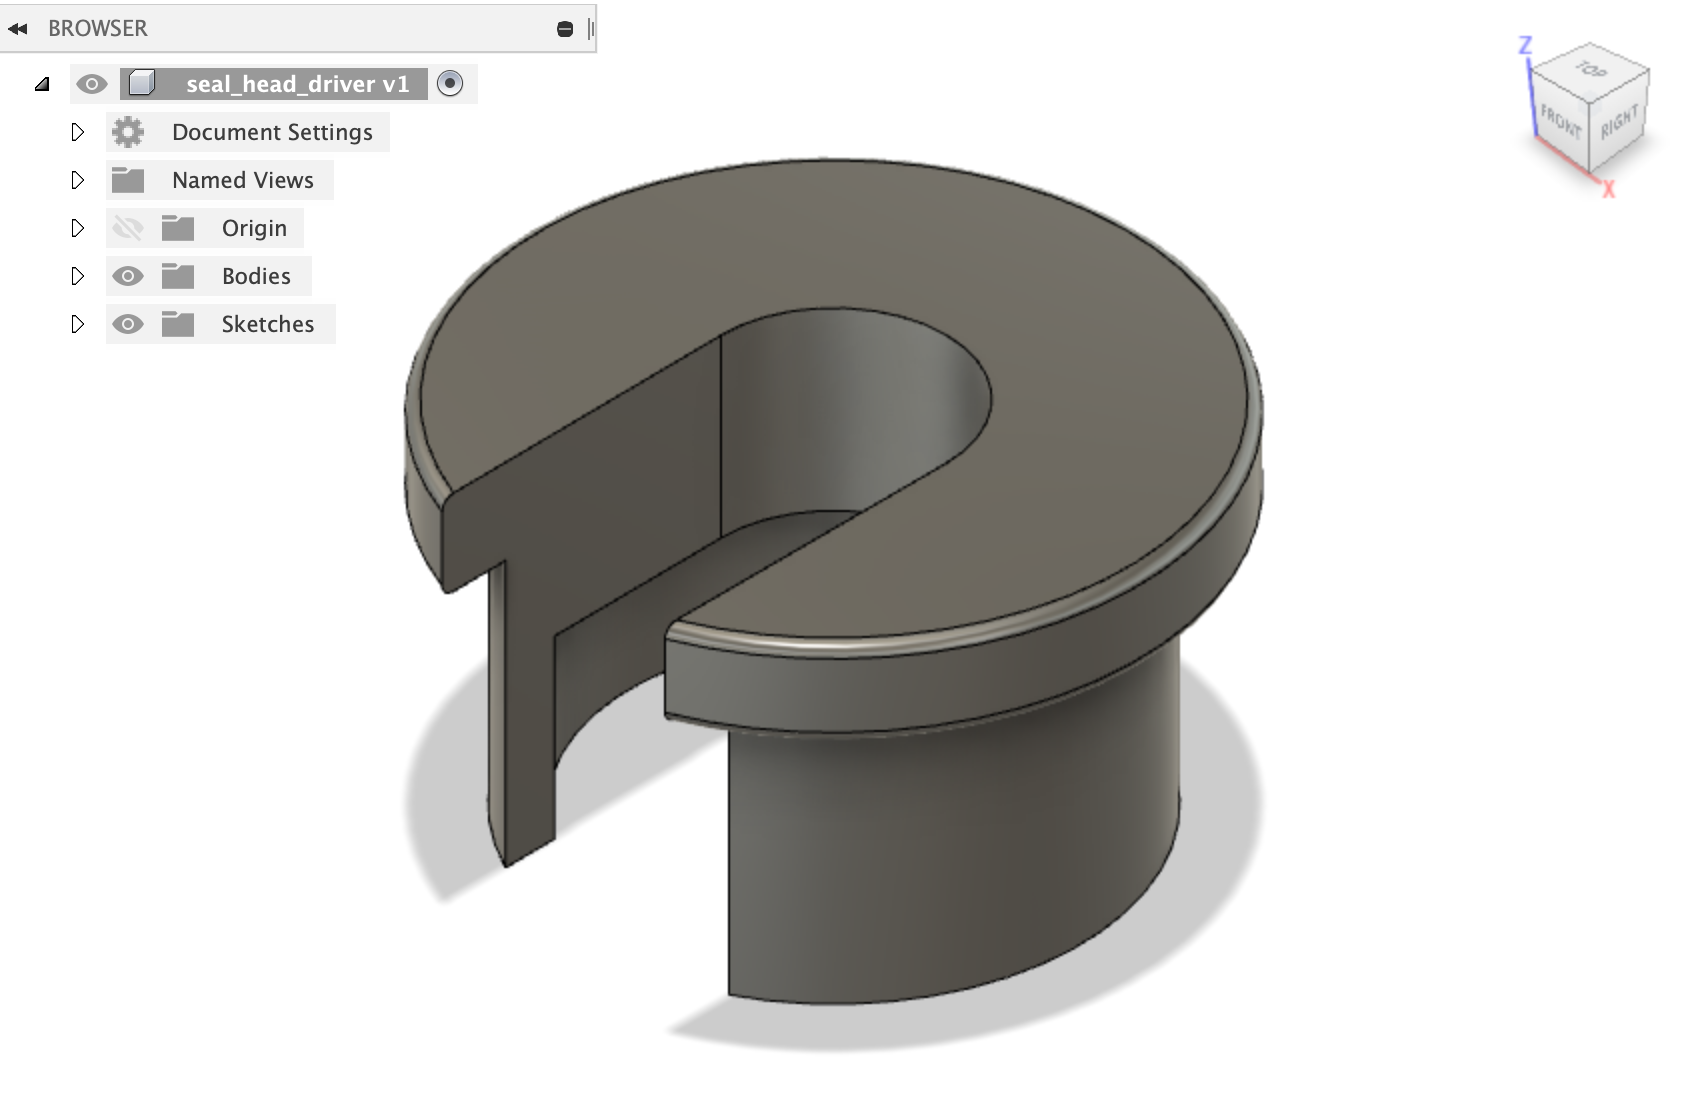 BROWSER
seal_head_driver v1
Document Settings
Named Views
Origin
Bodies
Sketches
Z
TOP
FRONT
RIGHT
X